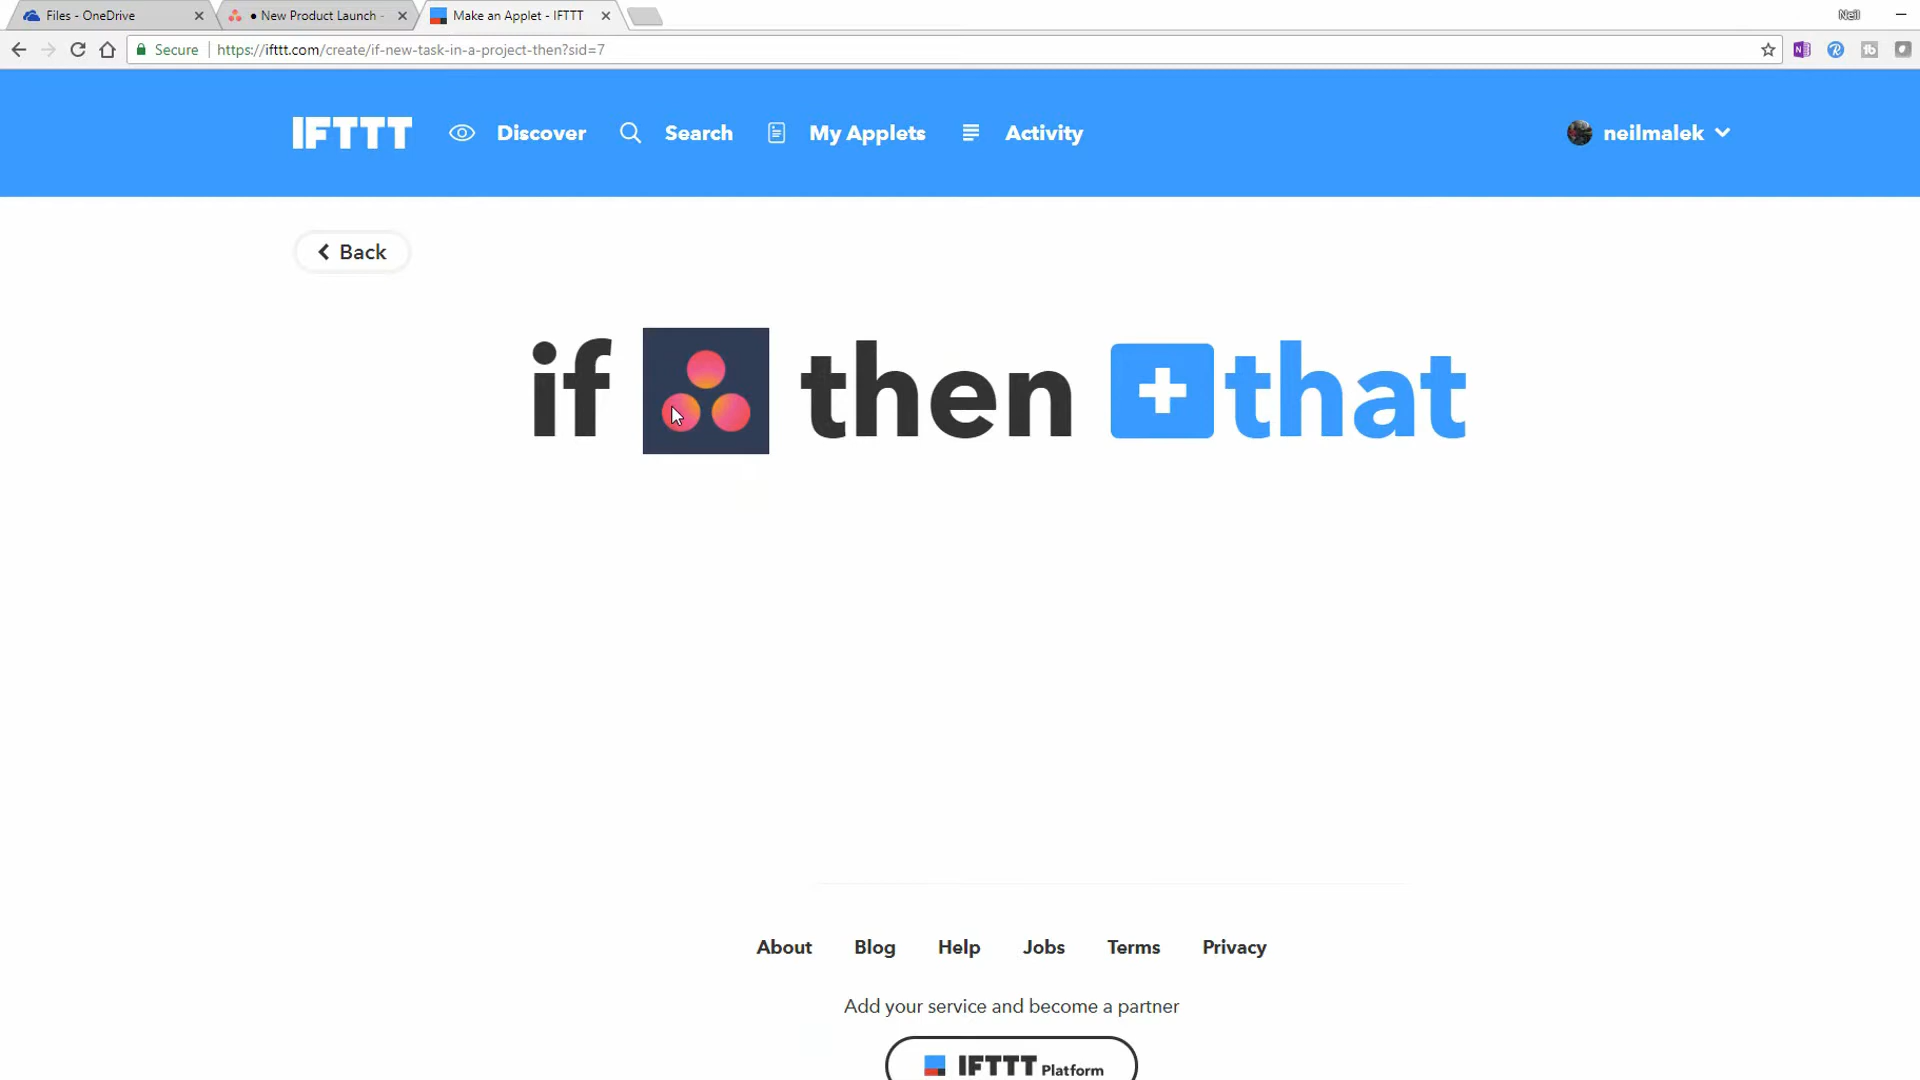 Files - OneDrive
• New Product Launch -
Make an Applet - IFTTT
Neil
Secure
https://ifttt.com/create/if-new-task-in-a-project-then?sid=7
IFTTT
Discover
Search
My Applets
Activity
neilmalek
Back
if then +that
About
Blog
Help
Jobs
Terms
Privacy
Add your service and become a partner
IFTTT Platform